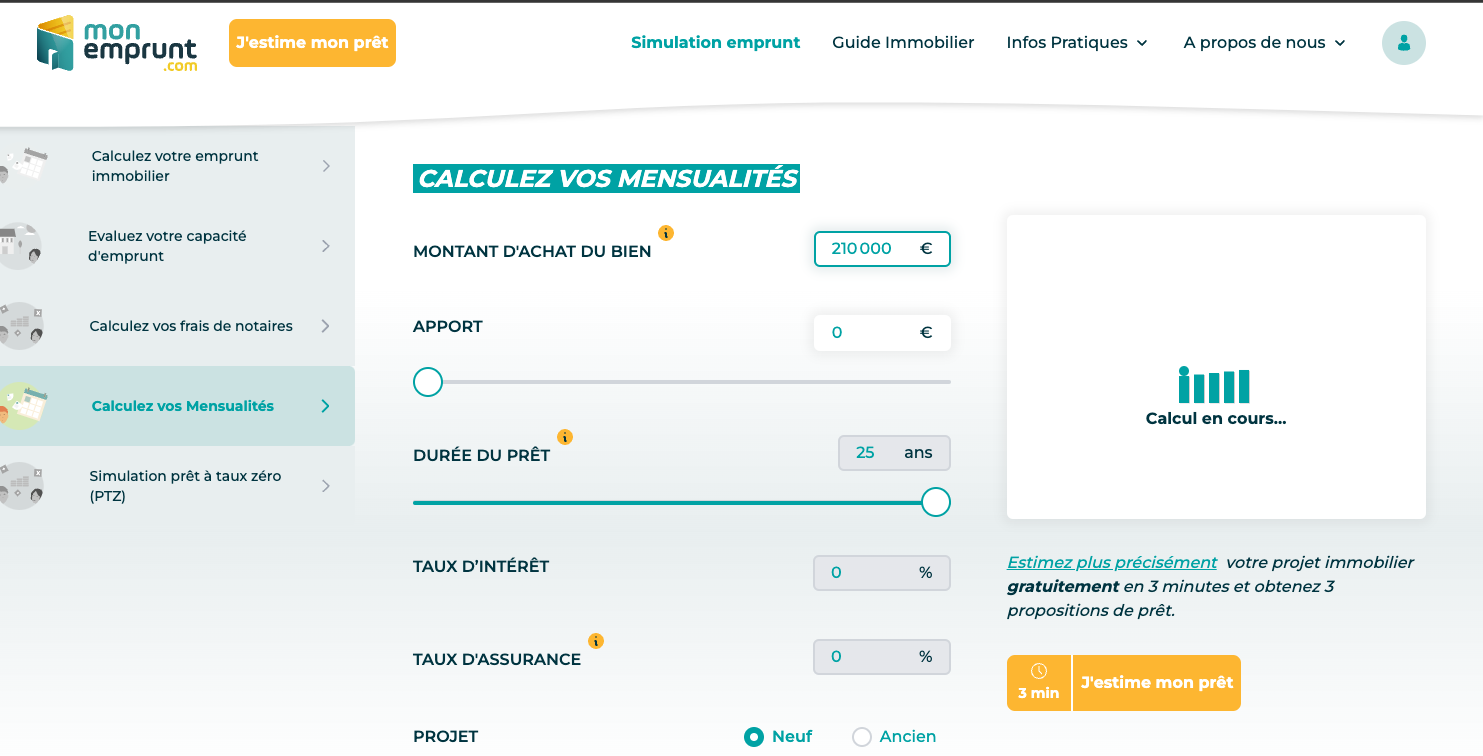 mon
emprunt
.com
J'estime mon prêt
Simulation emprunt
Guide Immobilier
Infos Pratiques
A propos de nous
Calculez votre emprunt
immobilier
Evaluez votre capacité
d'emprunt
Calculez vos frais de notaires
Calculez vos Mensualités
Simulation prêt à taux zéro
(PTZ)
CALCULEZ VOS MENSUALITÉS
MONTANT D'ACHAT DU BIEN
210 000 €
APPORT
0 €
DURÉE DU PRÊT
25 ans
TAUX D’INTÉRÊT
0 %
TAUX D'ASSURANCE
0 %
PROJET
Neuf
Ancien
Calcul en cours...
Estimez plus précisément votre projet immobilier
gratuitement en 3 minutes et obtenez 3
propositions de prêt.
3 min
J'estime mon prêt